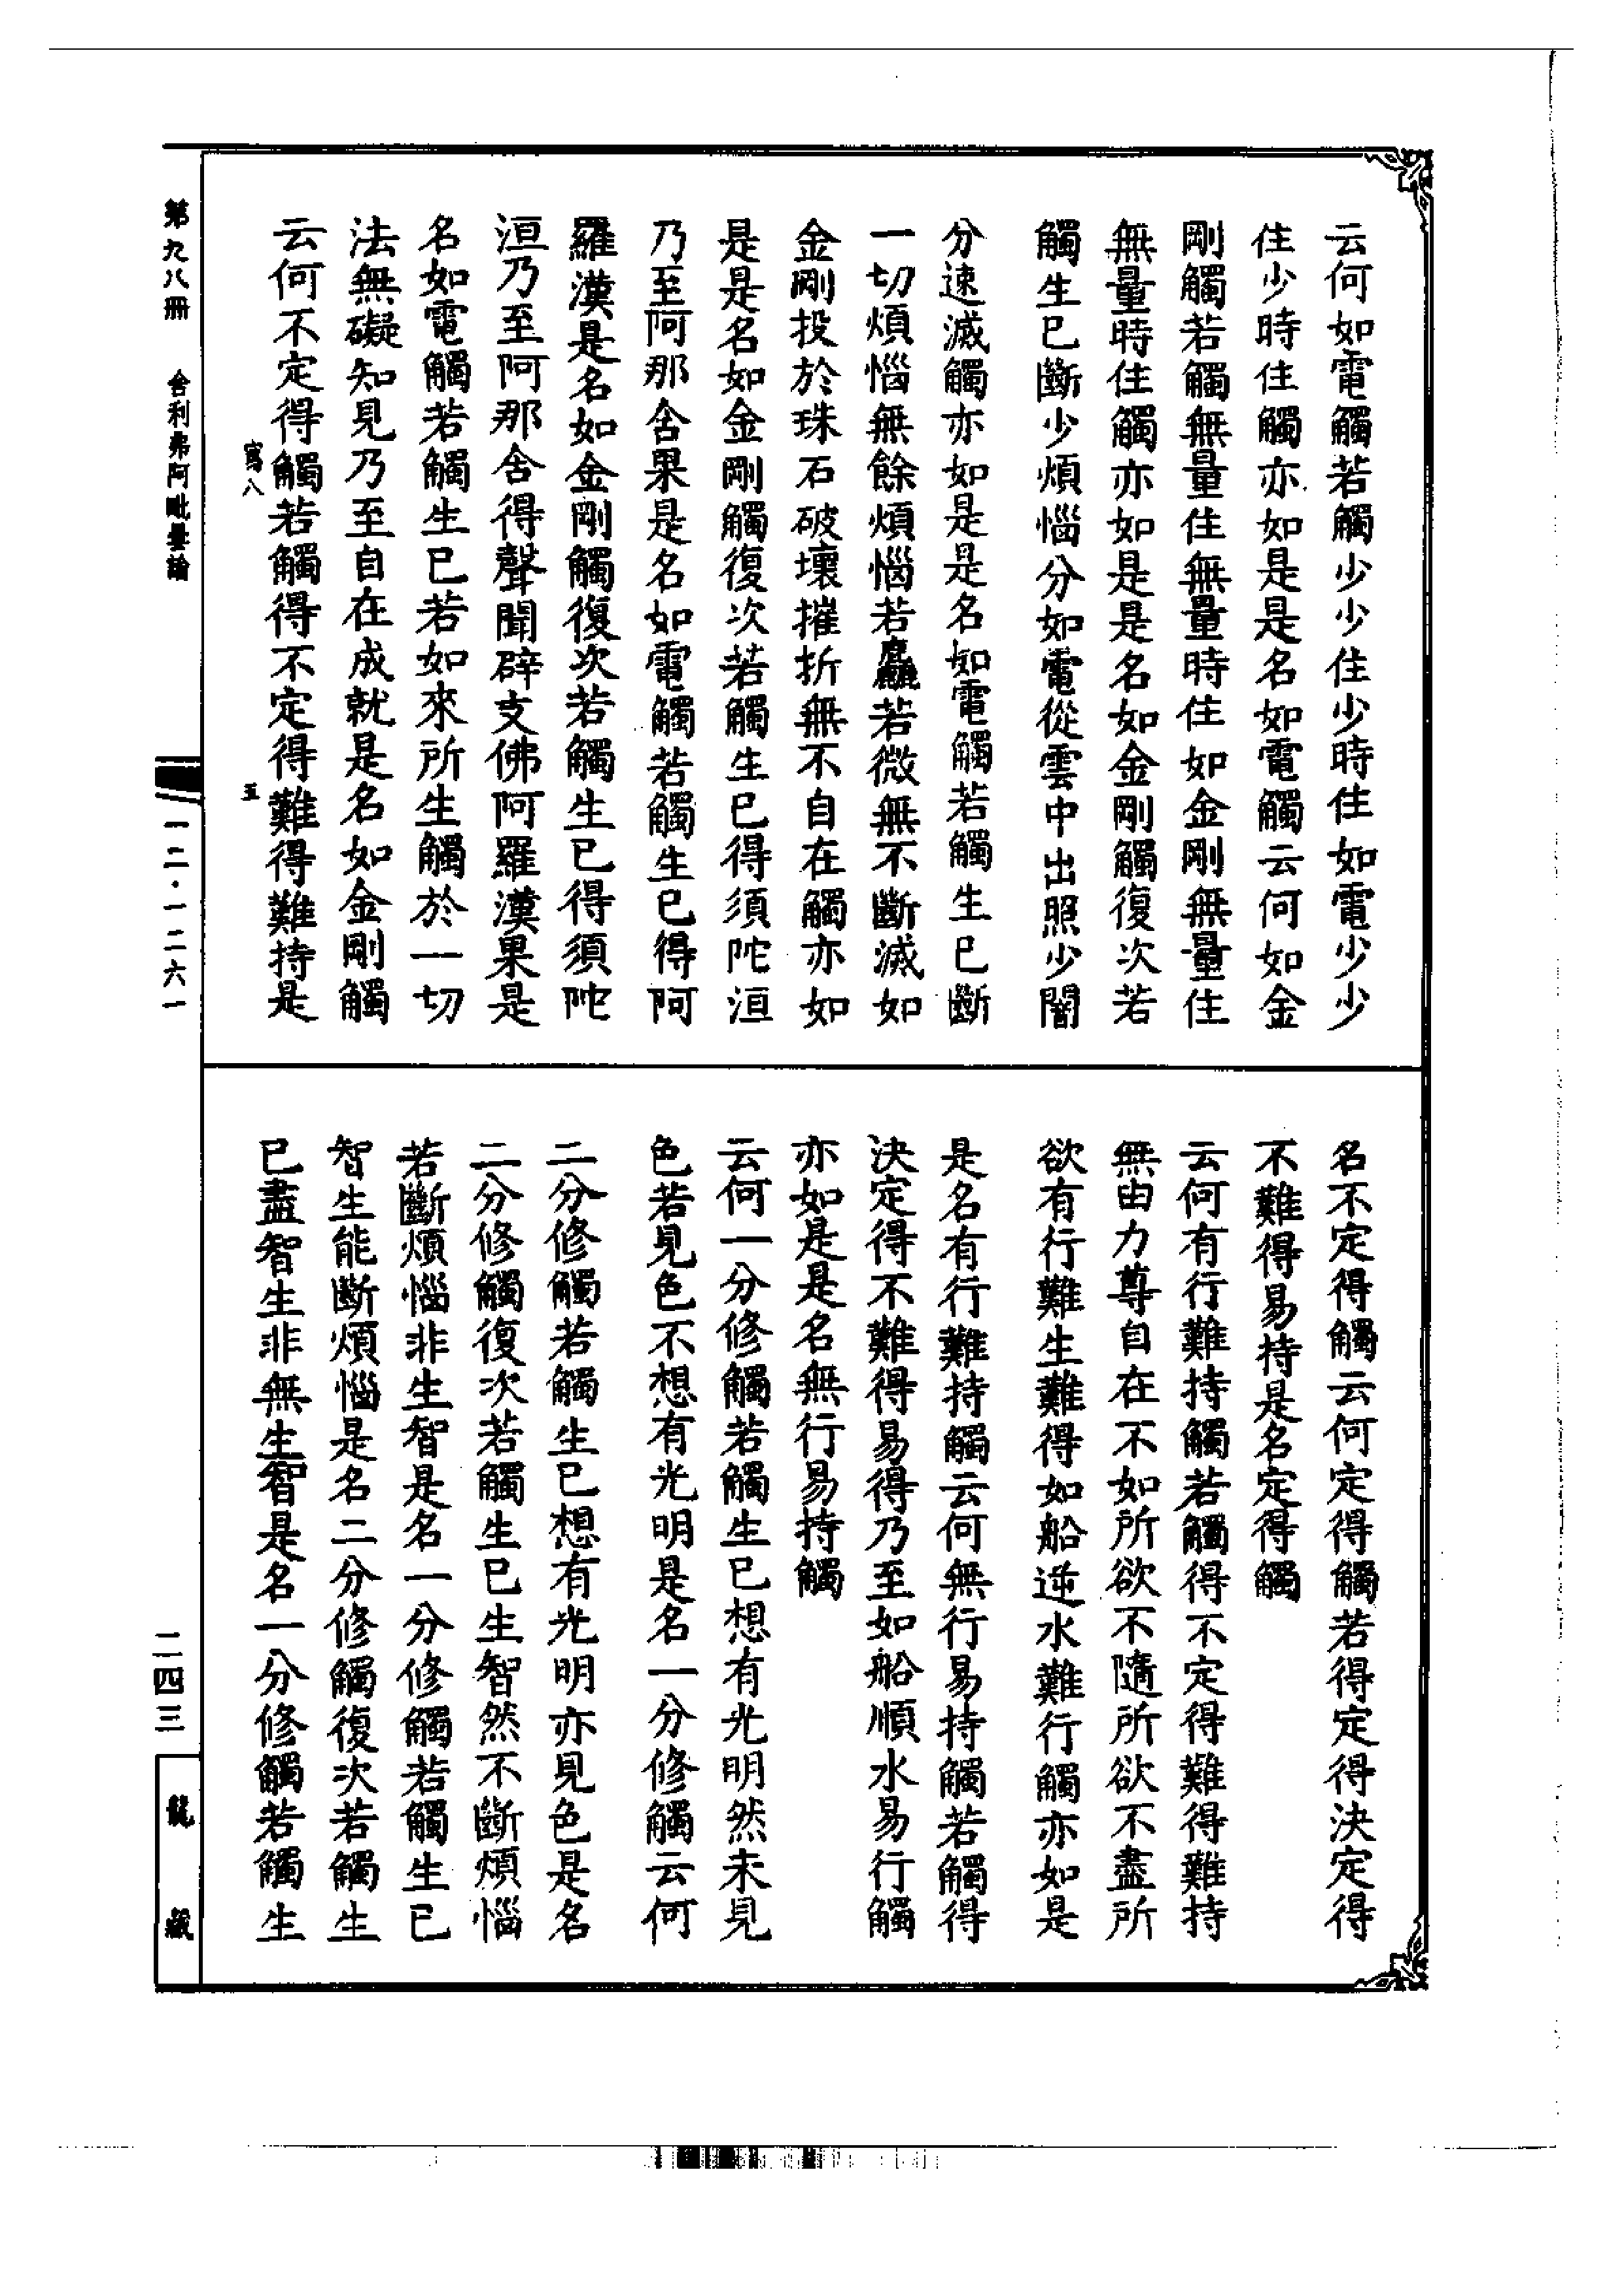 云何如電觸若觸少少住少時住如電少少
住少時住觸亦如是是名如電觸云何如金
剛觸若觸無量住無量時住如金剛無量住
無量時住觸亦如是是名如金剛觸復次若
觸生已斷少煩惱分如電從雲中出照少闇
分速滅觸亦如是是名如電觸若觸生已斷
一切煩惱無餘煩惱若麤若微無不斷滅如
金剛投於珠石破壞摧折無不自在觸亦如
是是名如金剛觸復次若觸生已得須陀洹
乃至阿那含果是名如電觸若觸生已得阿
羅漢是名如金剛觸復次若觸生已得須陀
洹乃至阿那含得聲聞辟支佛阿羅漢果是
名如電觸若觸生已若如來所生觸於一切
法無礙知見乃至自在成就是名如金剛觸
云何不定得觸若觸得不定得難得難持是
寫八 五
名不定得觸云何定得觸若得定得決定得
不難得易持是名定得觸
云何有行難持觸若觸得不定得難得難持
無由力尊自在不如所欲不隨所欲不盡所
欲有行難生難得如船逆水難行觸亦如是
是名有行難持觸云何無行易持觸若觸得
決定得不難得易得乃至如船順水易行觸
亦如是是名無行易持觸
云何一分修觸若觸生已想有光明然未見
色若見色不想有光明是名一分修觸云何
二分修觸若觸生已想有光明亦見色是名
二分修觸復次若觸生已生智然不斷煩惱
若斷煩惱非生智是名一分修觸若觸生已
智生能斷煩惱是名二分修觸復次若觸生
已盡智生非無生智是名一分修觸若觸生
第九八冊 舍利弗阿毗曇論
一二·一二六一
二四三
龍藏